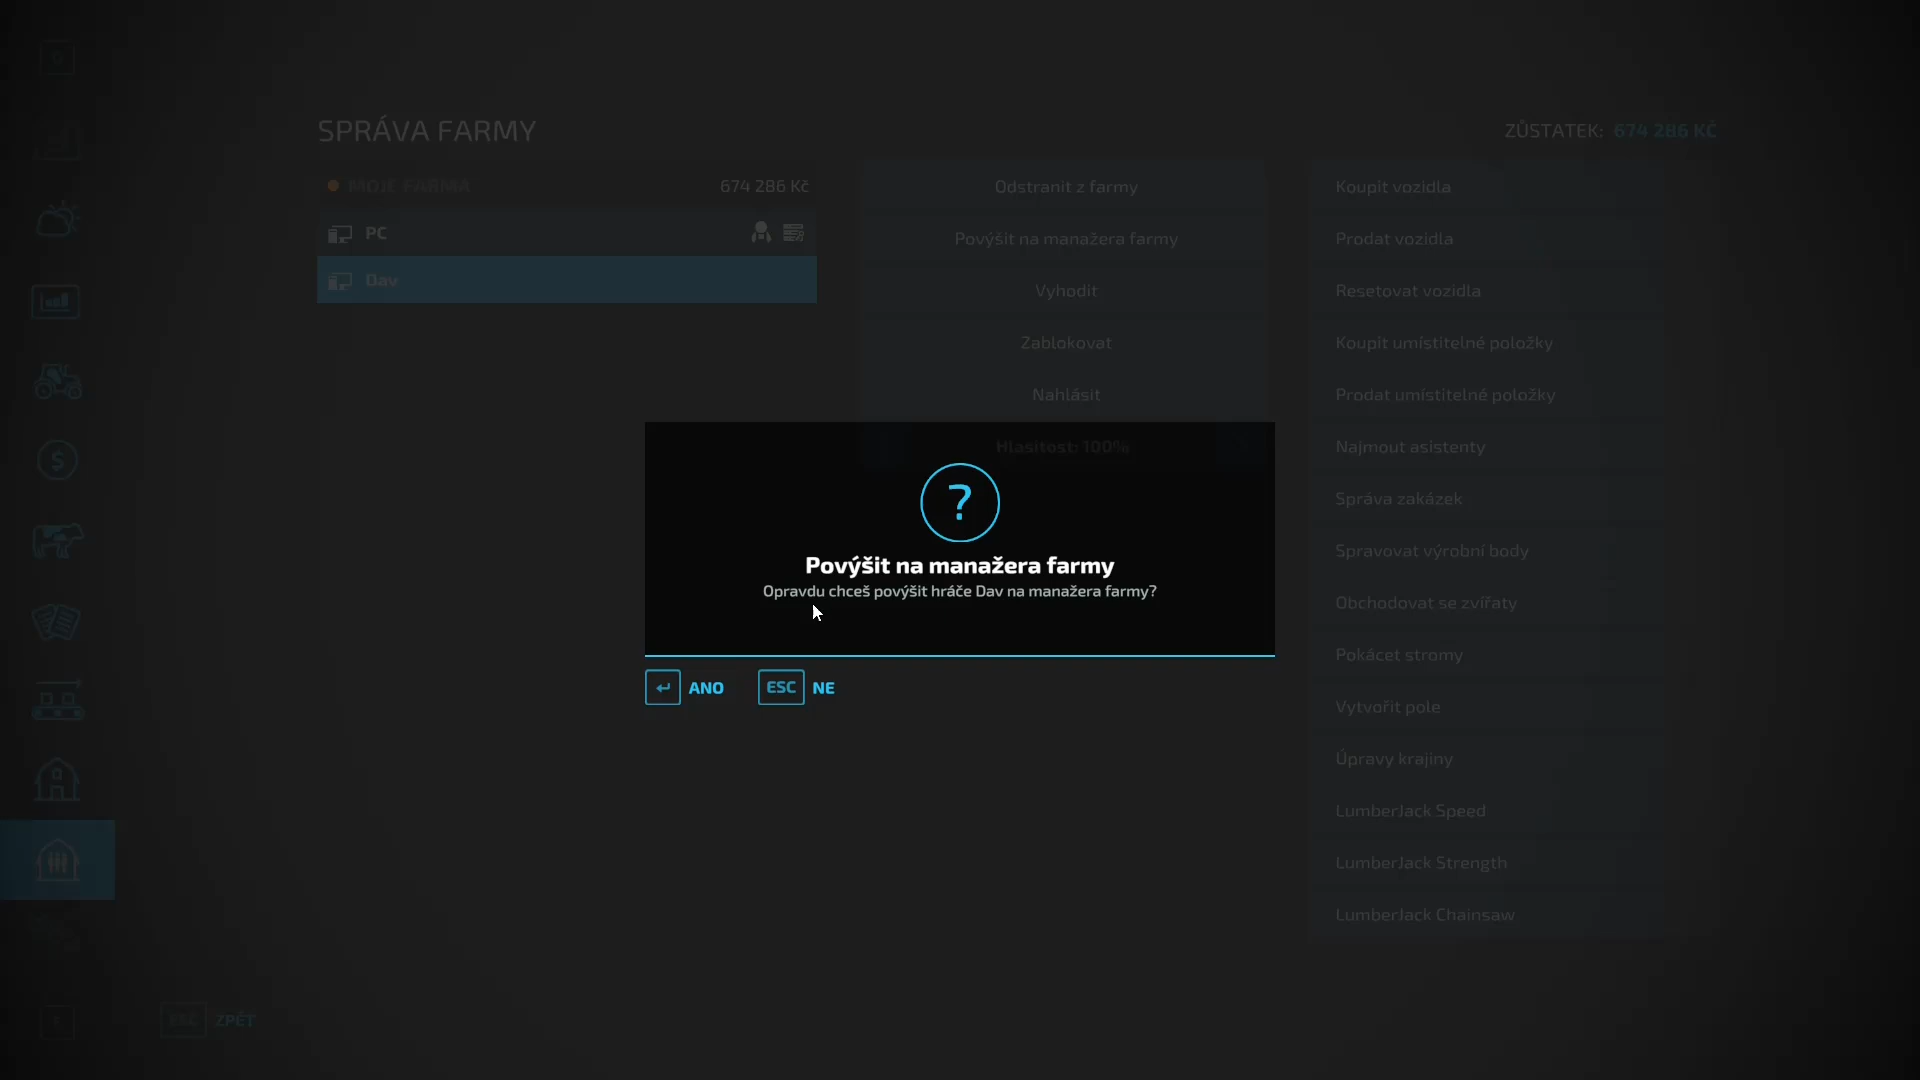 SPRÁVA FARMY
ZŮSTATEK: 674 286 KČ
MOJE FARMA 674 286 Kč
PC
Dav
Odstranit z farmy
Povýšit na manažera farmy
Vyhodit
Zablokovat
Nahlásit
Hlasitost: 100%
Koupit vozidla
Prodat vozidla
Resetovat vozidla
Koupit umístitelné položky
Prodat umístitelné položky
Najmout asistenty
Správa zakázek
Spravovat výrobní body
Obchodovat se zvířaty
Pokácet stromy
Vytvořit pole
Úpravy krajiny
LumberJack Speed
LumberJack Strength
LumberJack Chainsaw
?
Povýšit na manažera farmy
Opravdu chceš povýšit hráče Dav na manažera farmy?
ANO ESC NE
ESC ZPĚT